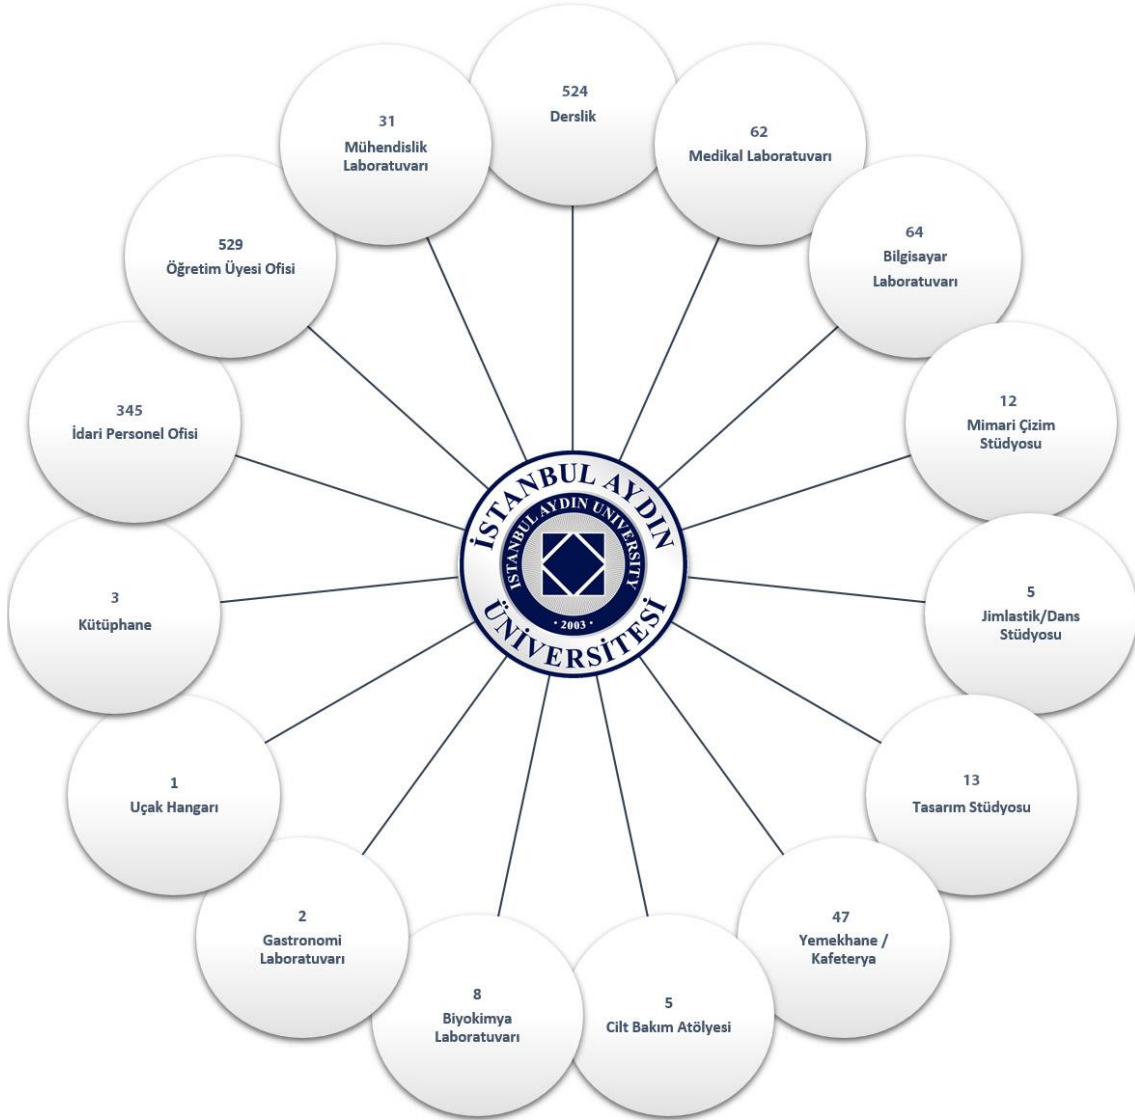 524
Derslik
62
Medikal Laboratuvarı
64
Bilgisayar
Laboratuvarı
12
Mimari Çizim
Stüdyosu
5
Jimlastik/Dans
Stüdyosu
13
Tasarım Stüdyosu
47
Yemekhane /
Kafeterya
5
Cilt Bakım Atölyesi
8
Biyokimya
Laboratuvarı
2
Gastronomi
Laboratuvarı
1
Uçak Hangarı
3
Kütüphane
345
İdari Personel Ofisi
529
Öğretim Üyesi Ofisi
31
Mühendislik
Laboratuvarı
İSTANBUL AYDIN
ÜNİVERSİTESİ
ISTANBUL AYDIN UNIVERSITY
· 2003 ·